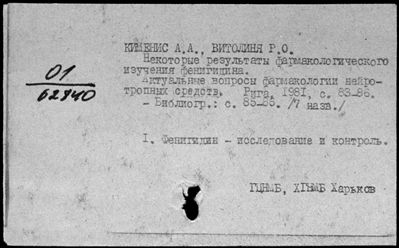 КИМЕНИС А.А., ВИТОЛИНЯ Р.О.
Некоторые результаты фармакологического
изучения фенигидина.
01
62840
Актуальные вопросы фармакологии нейро-
тропных средств. Рига, 1981, с. 83-86.
- Библиогр.: с. 85-86. /7 назв./
I. Фенигидин - исследование и контроль.
ГЦНМБ, ХГНМБ Харьков